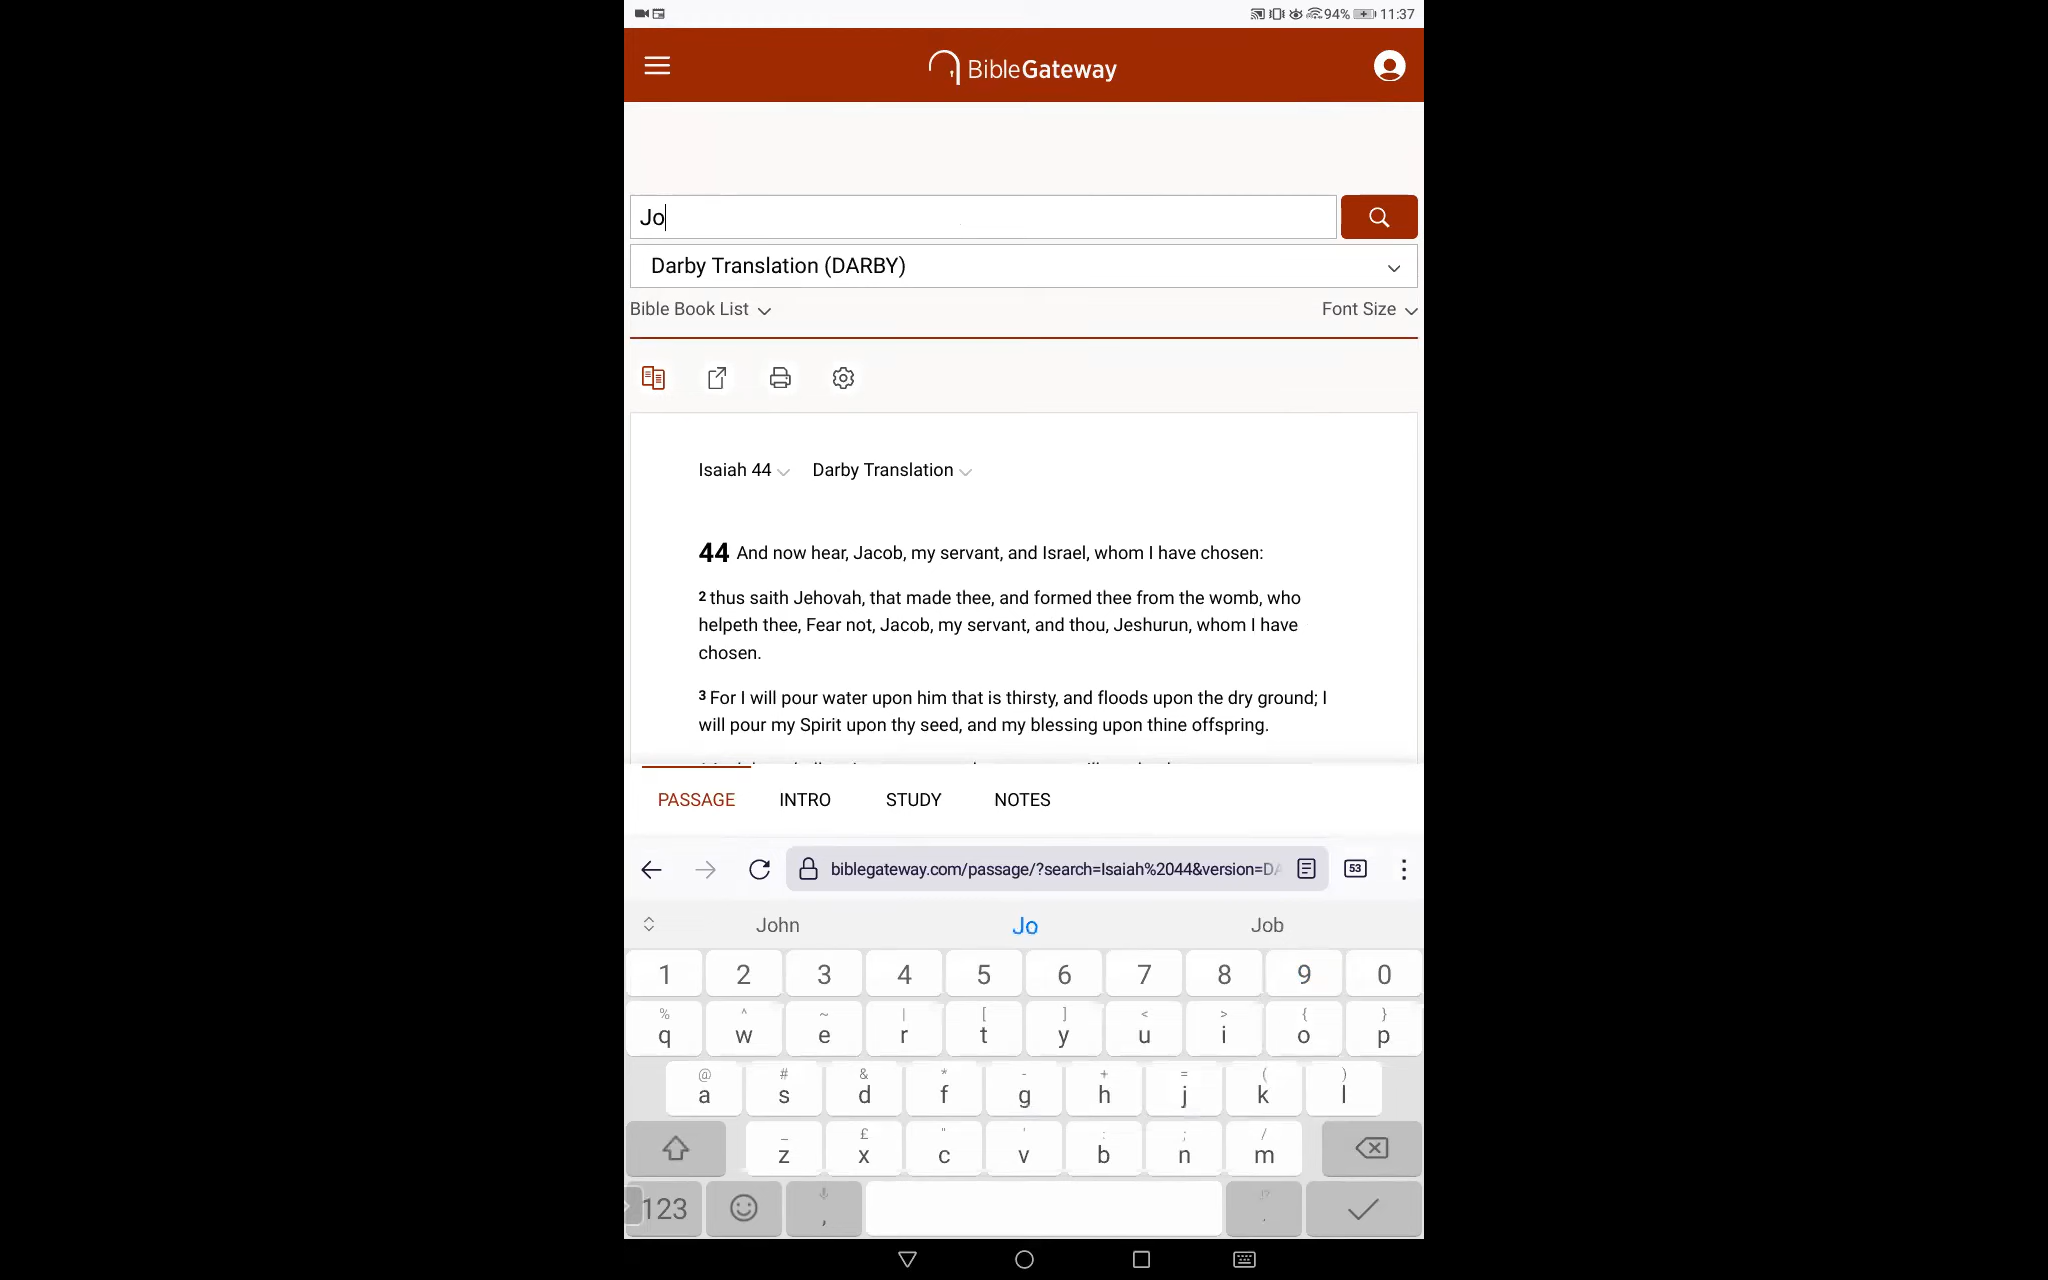 94% 11:37
BibleGateway
Jo
Darby Translation (DARBY)
Bible Book List Font Size
Isaiah 44 Darby Translation
44 And now hear, Jacob, my servant, and Israel, whom I have chosen:
2 thus saith Jehovah, that made thee, and formed thee from the womb, who
helpeth thee, Fear not, Jacob, my servant, and thou, Jeshurun, whom I have
chosen.
3 For I will pour water upon him that is thirsty, and floods upon the dry ground; I
will pour my Spirit upon thy seed, and my blessing upon thine offspring.
PASSAGE INTRO STUDY NOTES
biblegateway.com/passage/?search=Isaiah%2044&version=DA 53
John Jo Job
1 2 3 4 5 6 7 8 9 0
% ^ ~ | [ ] < > { }
q w e r t y u i o p
@ # & * - + = ( )
a s d f g h j k l
_ £ " ' : ; /
z x c v b n m
!?
123 , .